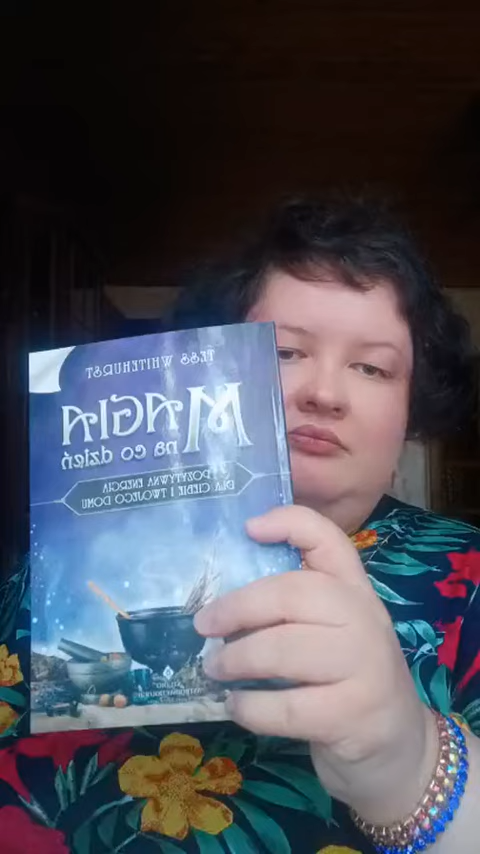 TESS WHITEHURST
MAGIA
na co dzień
POZYTYWNA ENERGIA
DLA CIEBIE I TWOJEGO DOMU